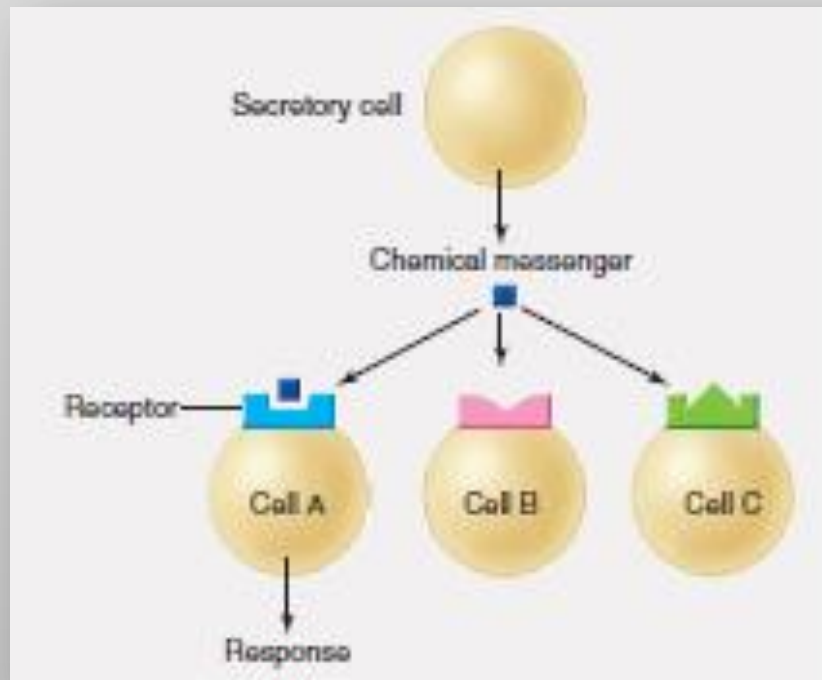 Secretory cell
Chemical messenger
Receptor
Cell A
Cell B
Cell C
Response